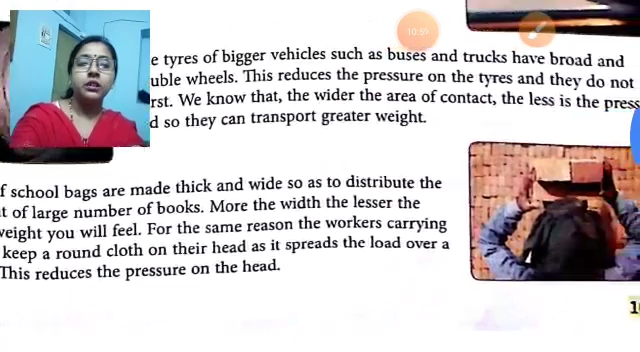 10:59
e tyres of bigger vehicles such as buses and trucks have broad and
uble wheels. This reduces the pressure on the tyres and they do not
rst. We know that, the wider the area of contact, the less is the press
d so they can transport greater weight.
f school bags are made thick and wide so as to distribute the
t of large number of books. More the width the lesser the
weight you will feel. For the same reason the workers carrying
keep a round cloth on their head as it spreads the load over a
This reduces the pressure on the head.
1